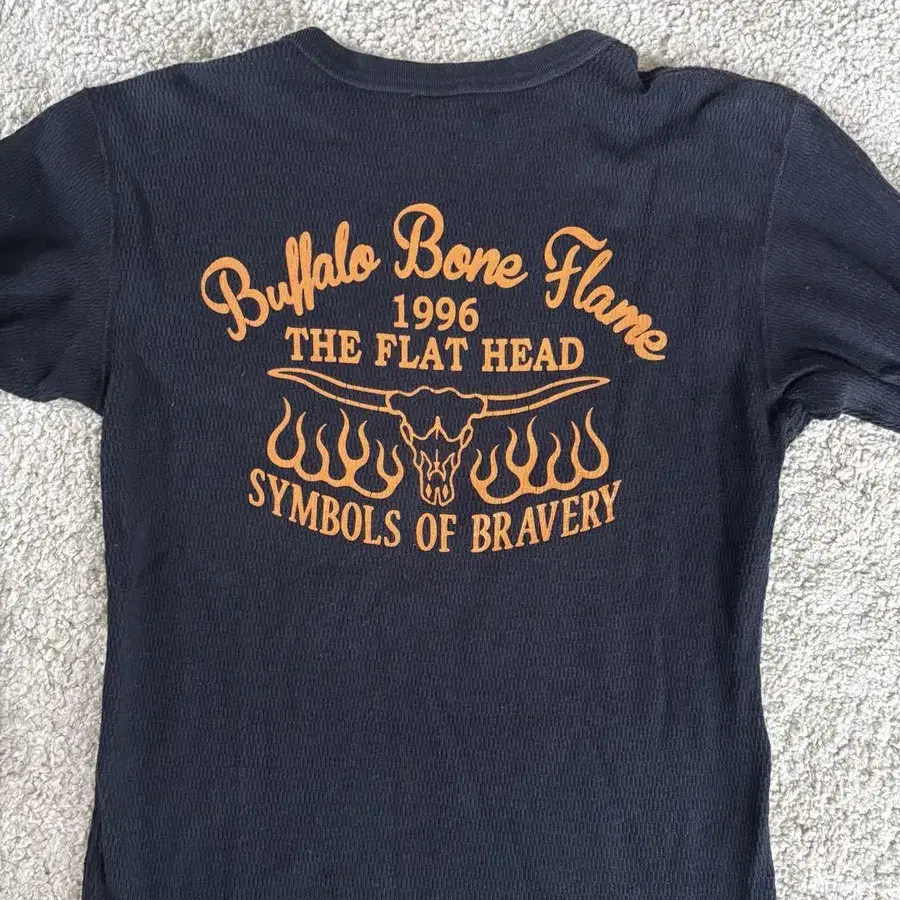 Buffalo Bone Flame
1996
THE FLAT HEAD
SYMBOLS OF BRAVERY